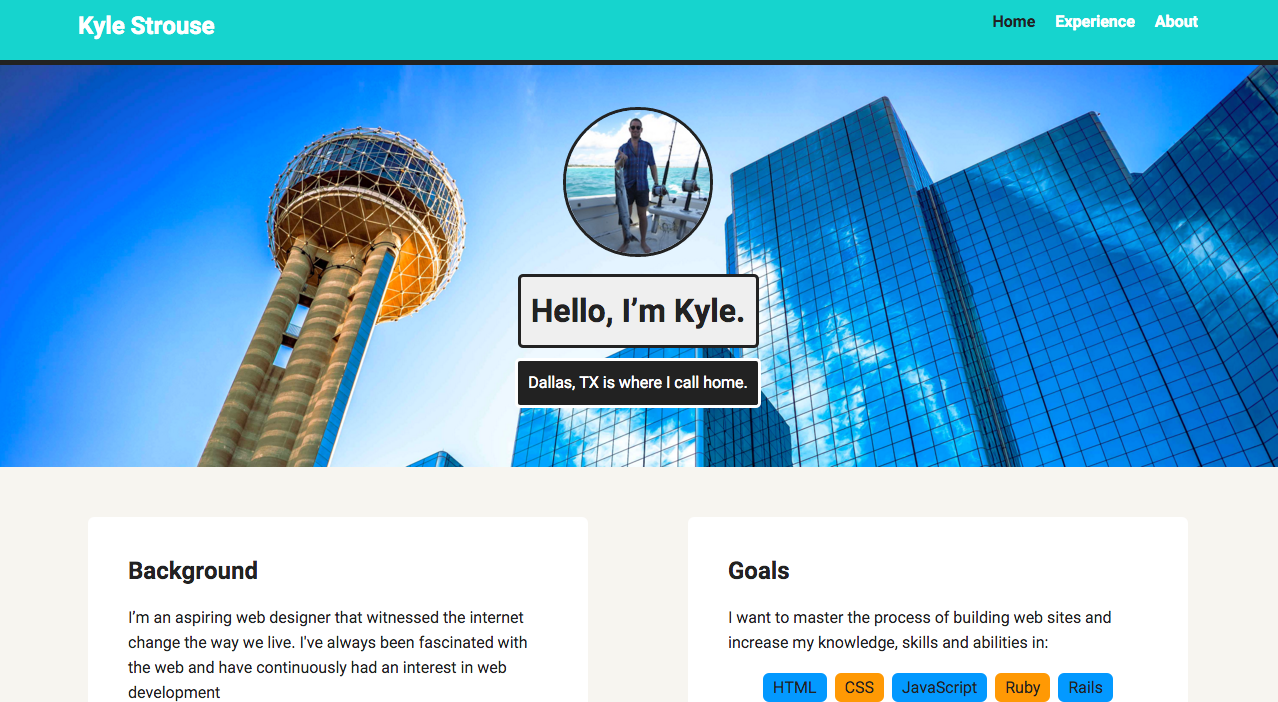 Kyle Strouse
Home Experience About
Hello, I’m Kyle.
Dallas, TX is where I call home.
Background
I’m an aspiring web designer that witnessed the internet
change the way we live. I've always been fascinated with
the web and have continuously had an interest in web
development
Goals
I want to master the process of building web sites and
increase my knowledge, skills and abilities in:
HTML CSS JavaScript Ruby Rails